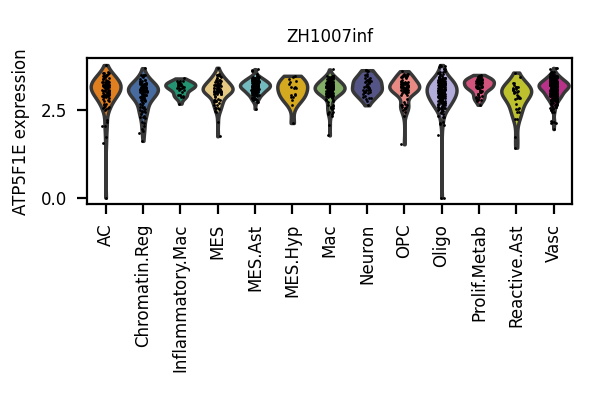 ZH1007inf
ATP5F1E expression
2.5
0.0
AC
Chromatin.Reg
Inflammatory.Mac
MES
MES.Ast
MES.Hyp
Mac
Neuron
OPC
Oligo
Prolif.Metab
Reactive.Ast
Vasc